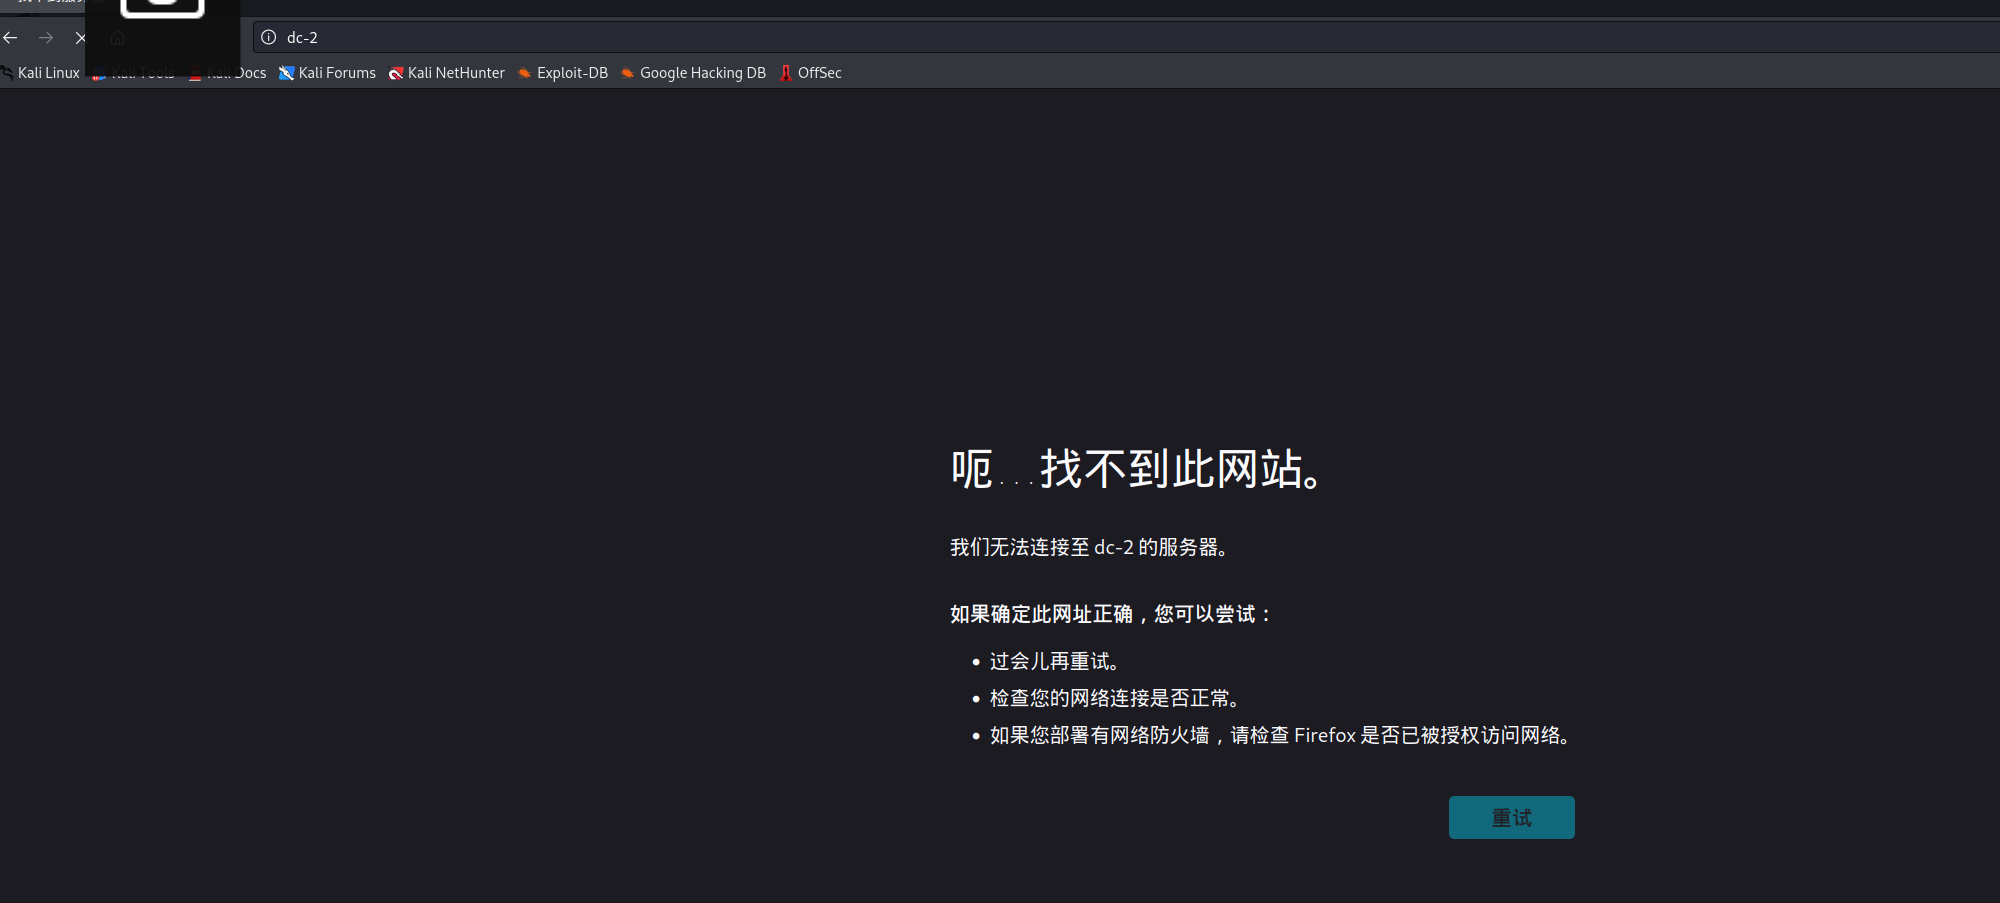 dc-2
Kali Linux Kali Tools Kali Docs Kali Forums Kali NetHunter Exploit-DB Google Hacking DB OffSec
呃...找不到此网站。
我们无法连接至 dc-2 的服务器。
如果确定此网址正确，您可以尝试：
• 过会儿再重试。
• 检查您的网络连接是否正常。
• 如果您部署有网络防火墙，请检查 Firefox 是否已被授权访问网络。
重试